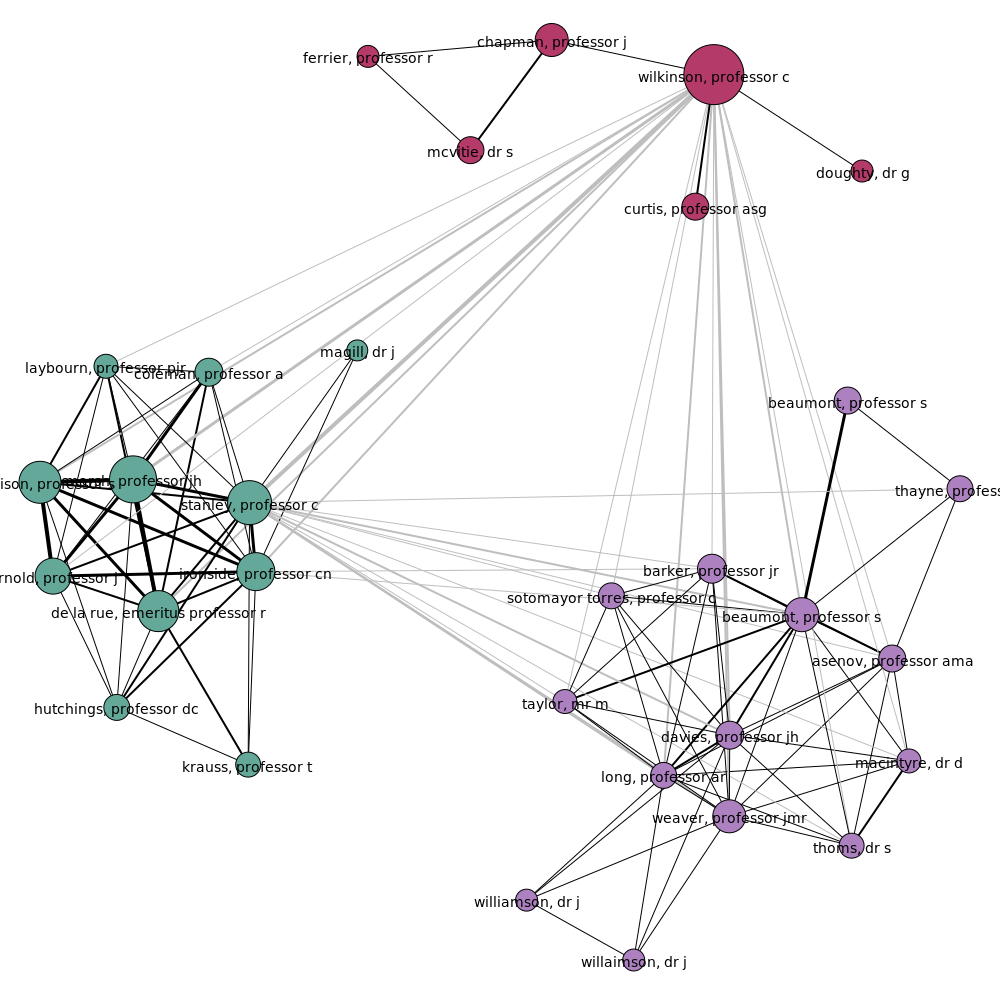 chapman, professor j
ferrier, professor r
wilkinson, professor c
mcvitie, dr s
doughty, dr g
curtis, professor asg
magill, dr j
laybourn, professor pjr
coleman, professor a
beaumont, professor s
ison, professor s
marsh, professor jh
thayne, profess
stanley, professor c
barker, professor jr
ironside, professor cn
rnold, professor j
sotomayor torres, professor c
de la rue, emeritus professor r
beaumont, professor s
asenov, professor ama
taylor, mr m
hutchings, professor dc
davies, professor jh
macintyre, dr d
krauss, professor t
long, professor ar
weaver, professor jmr
thoms, dr s
williamson, dr j
willaimson, dr j